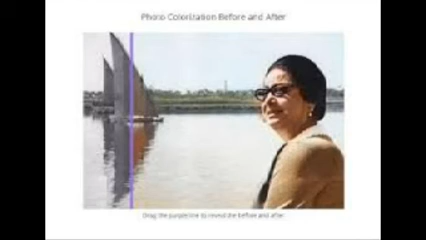 Photo Colorization Before and After
Drag the purple line to reveal the before and after